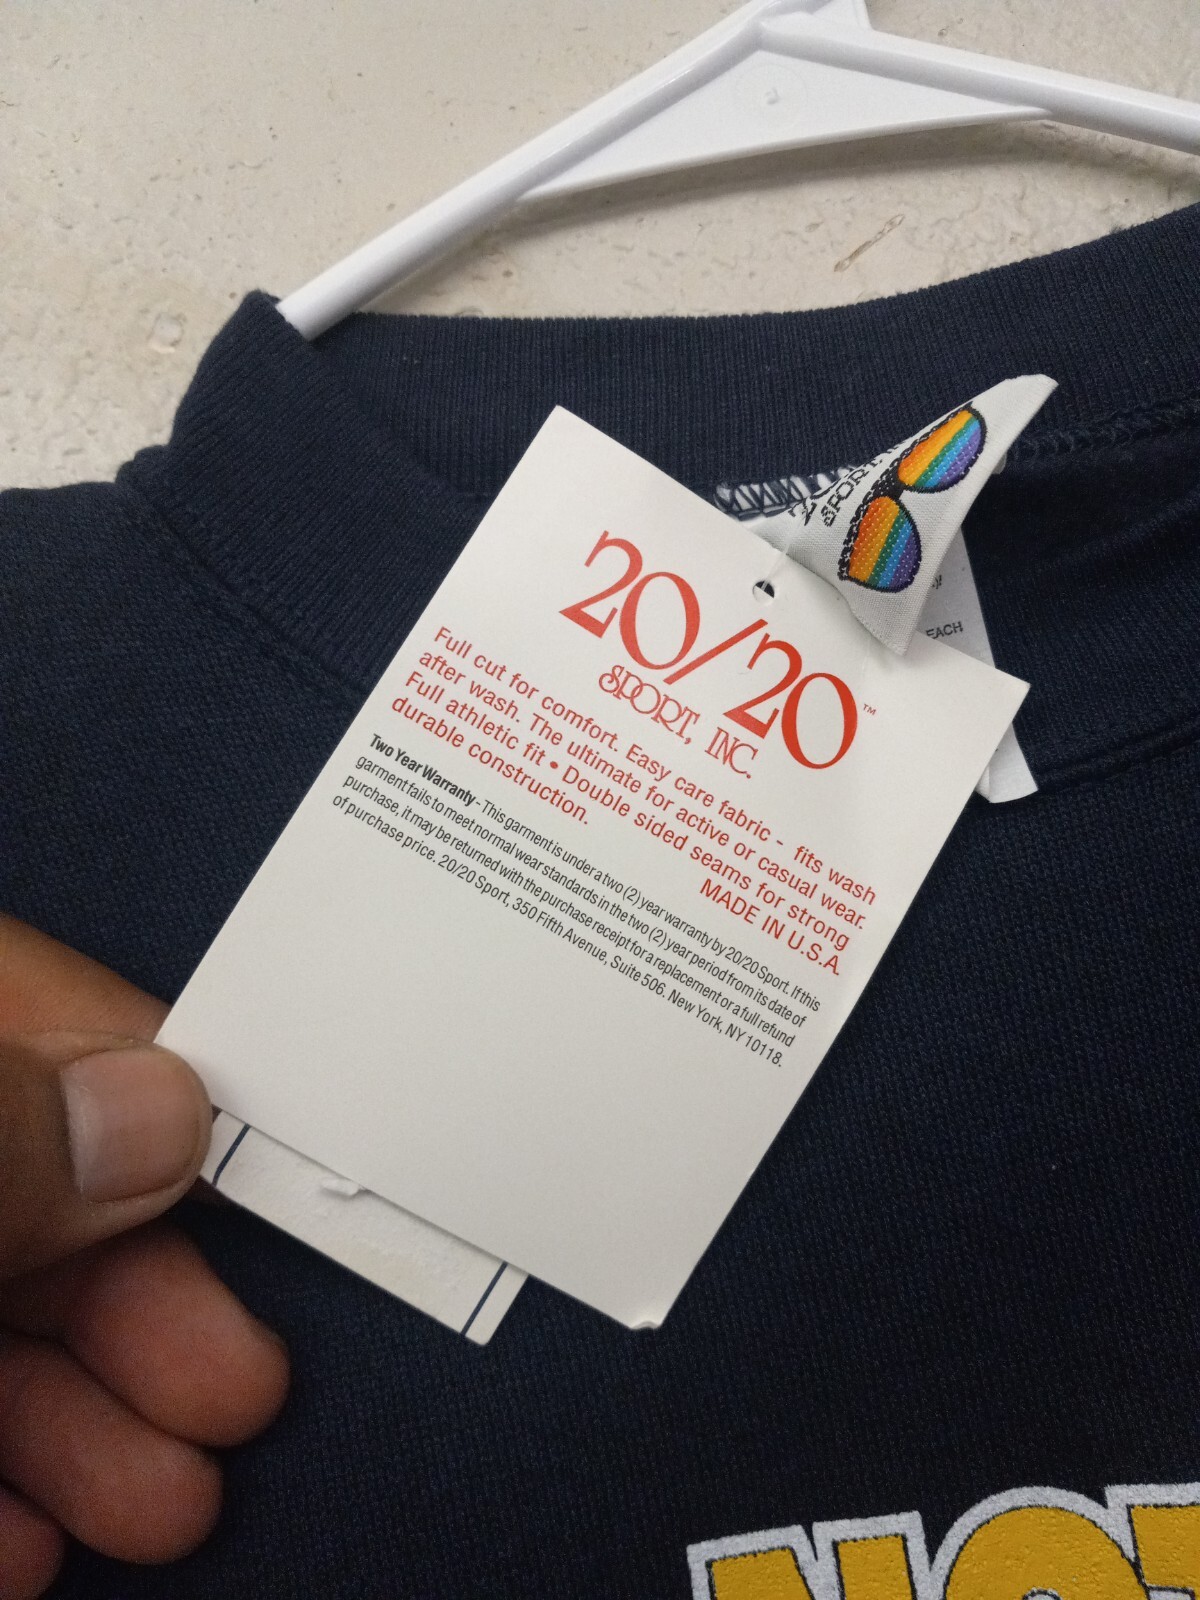 20/20™
SPORT, INC.
Full cut for comfort. Easy care fabric - fits wash
after wash. The ultimate for active or casual wear.
Full athletic fit • Double sided seams for strong
durable construction.
MADE IN U.S.A.
Two Year Warranty - This garment is under a two (2) year warranty by 20/20 Sport. If this
garment fails to meet normal wear standards in the two (2) year period from its date of
purchase, it may be returned with the purchase receipt for a replacement or a full refund
of purchase price. 20/20 Sport, 350 Fifth Avenue, Suite 506. New York, NY 10118.
SPORT
EACH